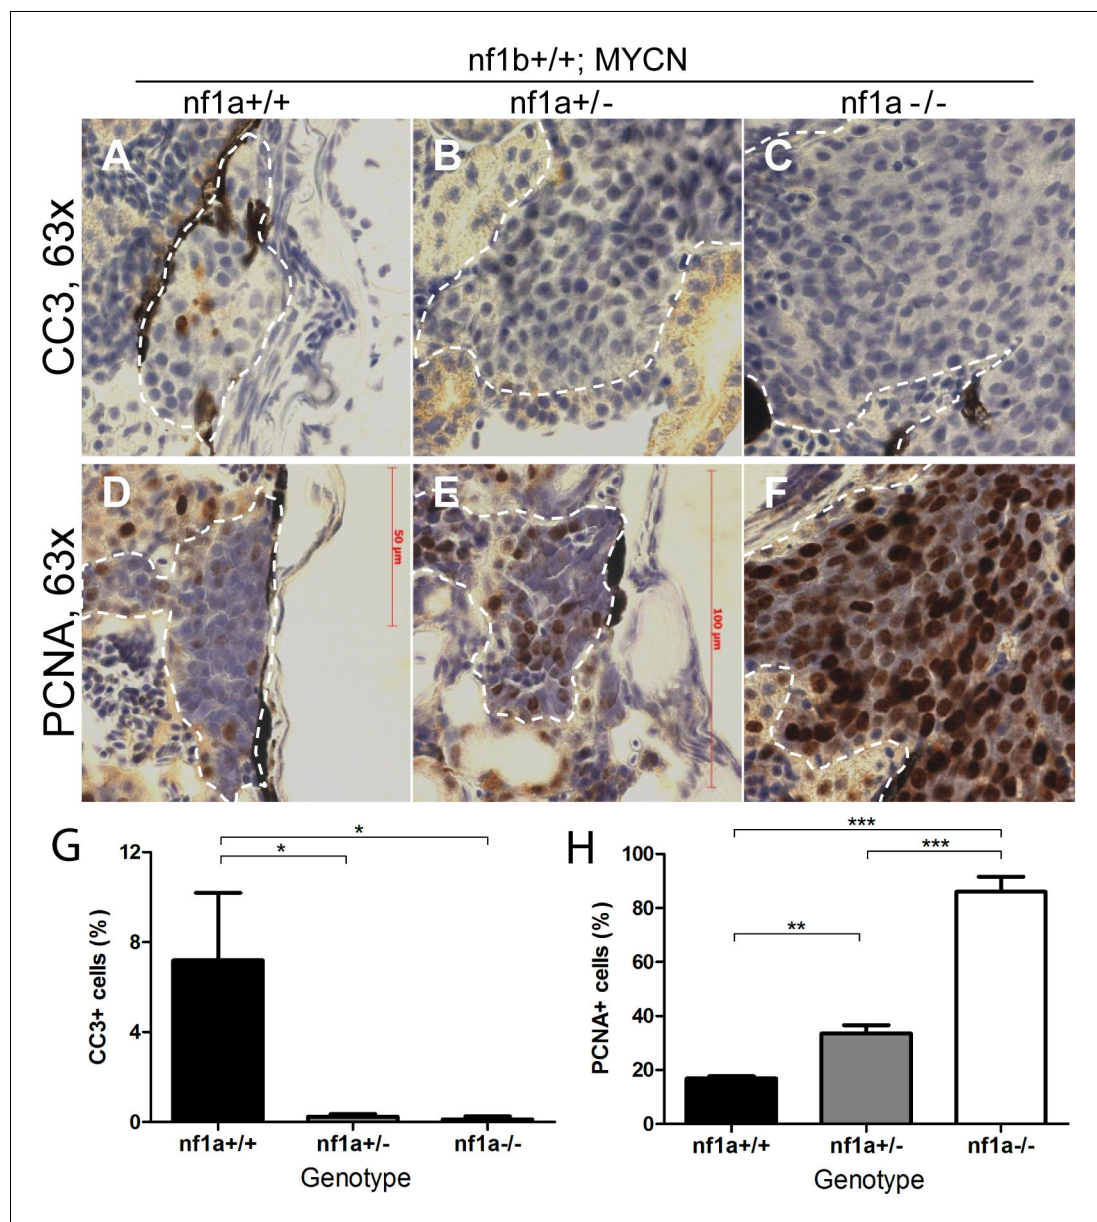 nf1b+/+; MYCN
nf1a+/+
nf1a+/-
nf1a -/-
CC3, 63x
A
B
C
PCNA, 63x
D
50 µm
E
100 µm
F
G
*
*
12
8
4
0
CC3+ cells (%)
nf1a+/+
nf1a+/-
nf1a-/-
Genotype
H
***
***
**
100
80
60
40
20
0
PCNA+ cells (%)
nf1a+/+
nf1a+/-
nf1a-/-
Genotype